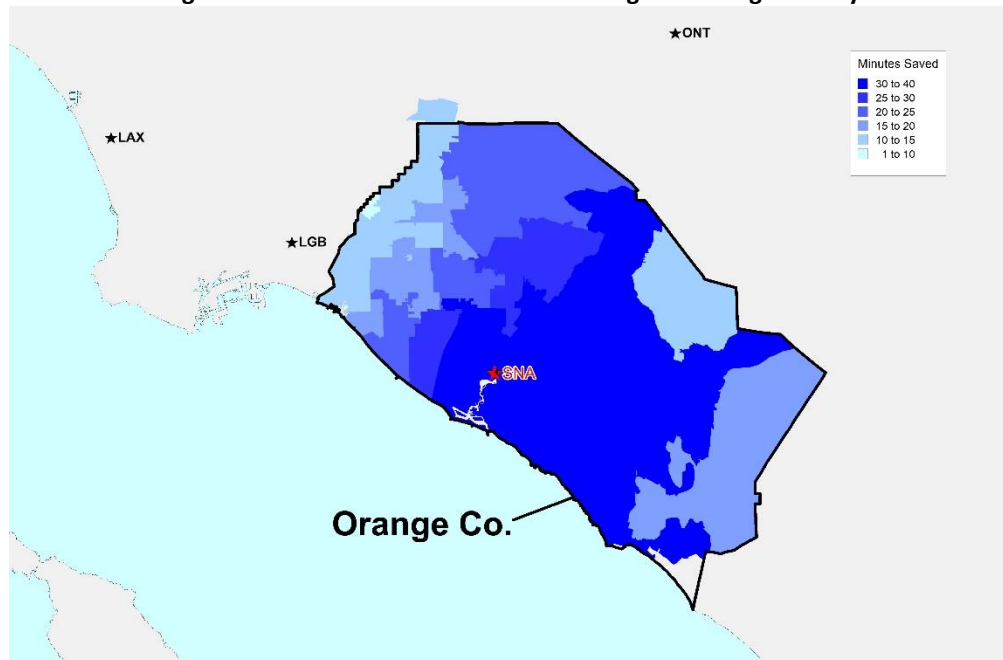 ★ONT
Minutes Saved
30 to 40
25 to 30
20 to 25
15 to 20
10 to 15
1 to 10
★LAX
★LGB
★SNA
Orange Co.